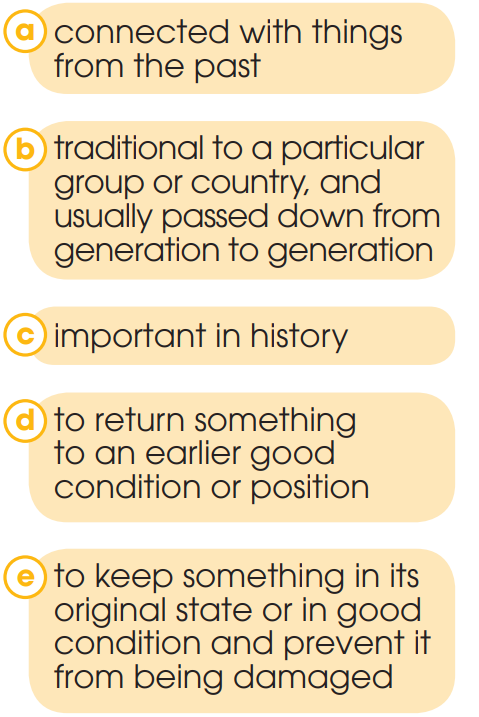 a connected with things
from the past
b traditional to a particular
group or country, and
usually passed down from
generation to generation
c important in history
d to return something
to an earlier good
condition or position
e to keep something in its
original state or in good
condition and prevent it
from being damaged